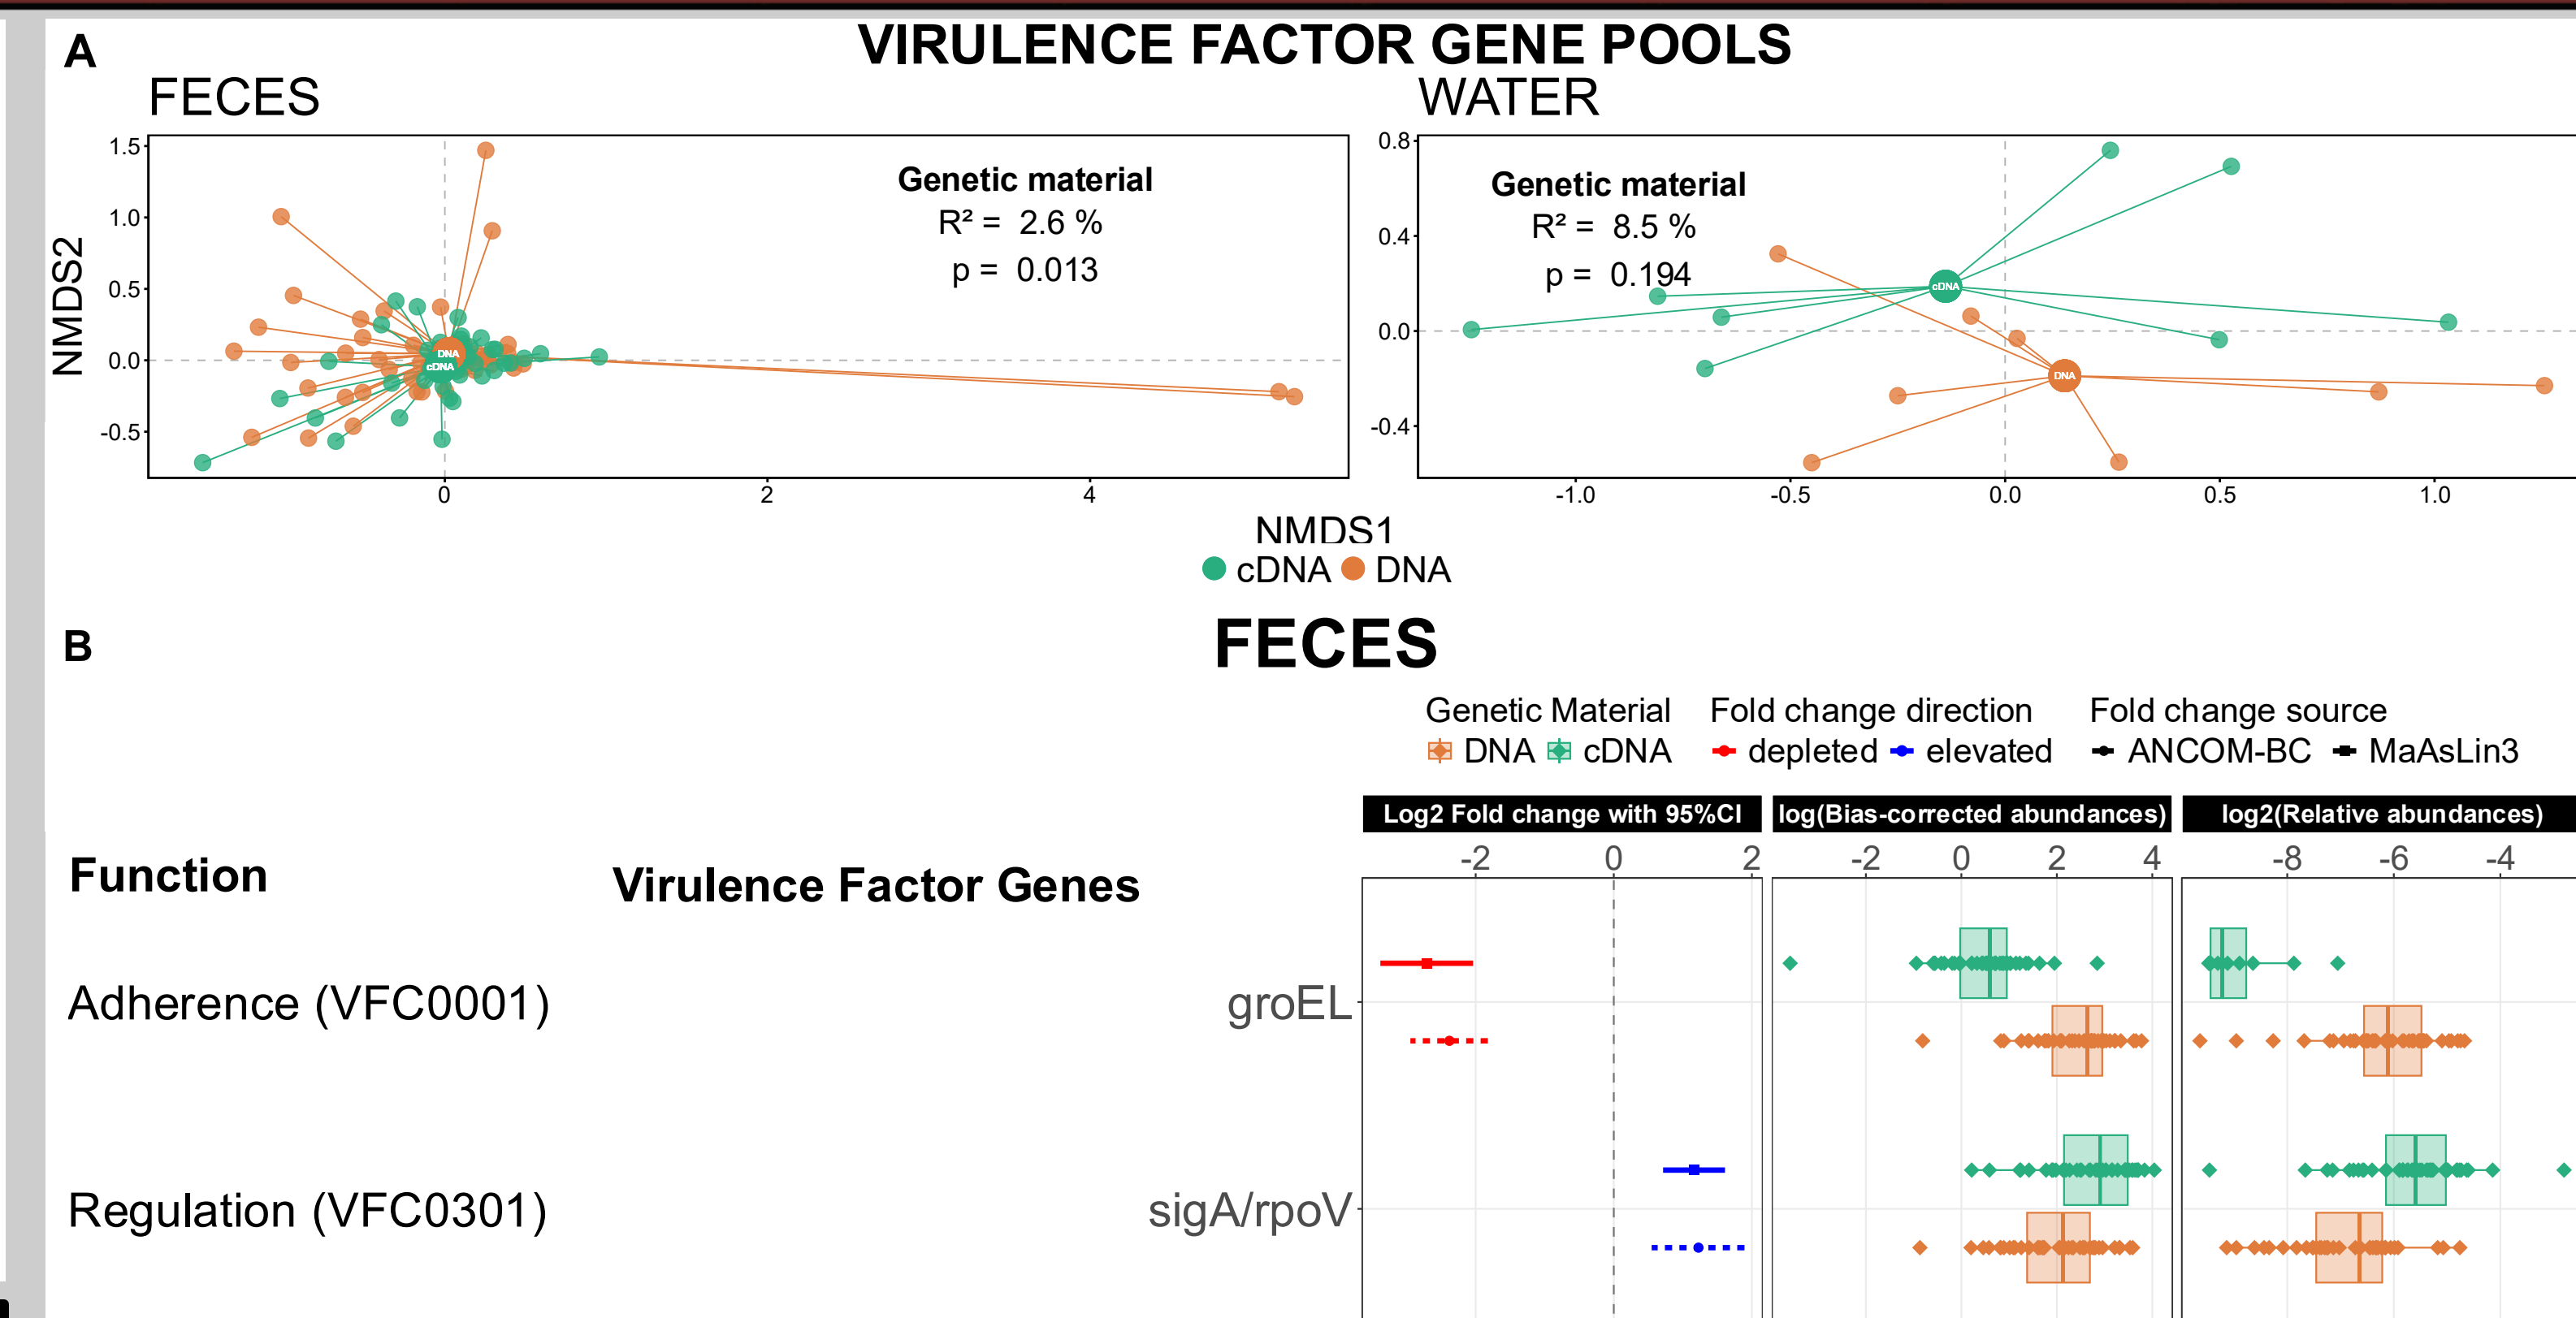 A
VIRULENCE FACTOR GENE POOLS
FECES
WATER
NMDS2
1.5
1.0
0.5
0.0
-0.5
Genetic material
R² = 2.6 %
p = 0.013
DNA
cDNA
0
2
4
0.8
0.4
0.0
-0.4
Genetic material
R² = 8.5 %
p = 0.194
cDNA
DNA
-1.0
-0.5
0.0
0.5
1.0
NMDS1
cDNA DNA
B
FECES
Genetic Material
DNA cDNA
Fold change direction
depleted elevated
Fold change source
ANCOM-BC MaAsLin3
Log2 Fold change with 95%CI
log(Bias-corrected abundances)
log2(Relative abundances)
-2 0 2
-2 0 2 4
-8 -6 -4
Function
Virulence Factor Genes
Adherence (VFC0001)
groEL
Regulation (VFC0301)
sigA/rpoV